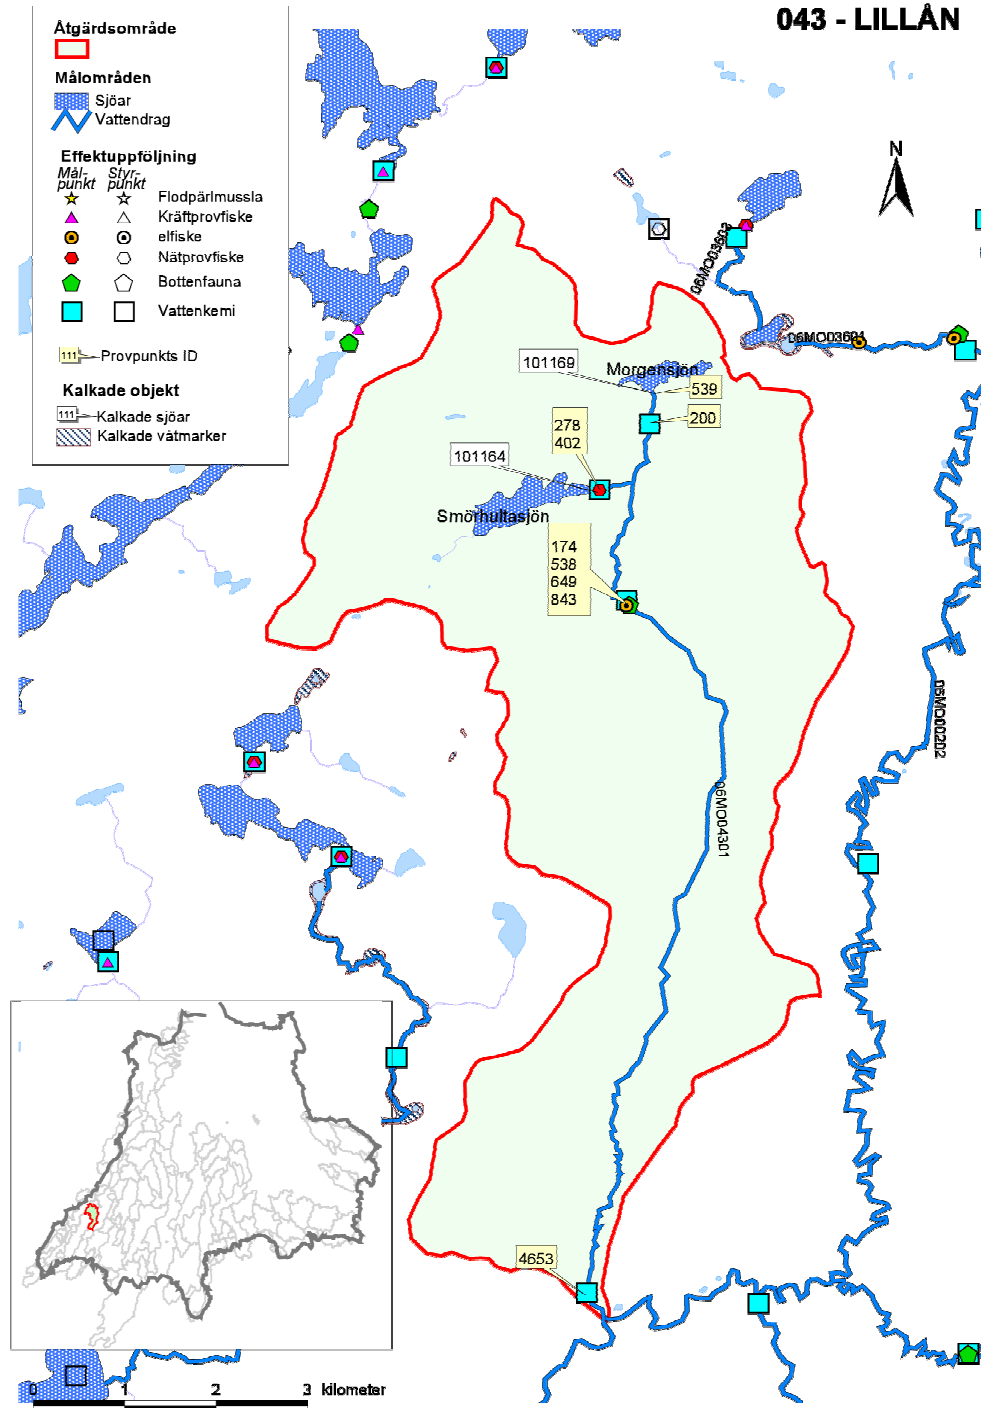 043 - LILLÅN
Åtgärdsområde
Målområden
Sjöar
Vattendrag
Effektuppföljning
Mål-
punkt
Styr-
punkt
Flodpärlmussla
Kräftprovfiske
elfiske
Nätprovfiske
Bottenfauna
Vattenkemi
111
Provpunkts ID
Kalkade objekt
111
Kalkade sjöar
Kalkade våtmarker
N
06MO03602
06MO03601
Morgensjön
101169
539
200
278
402
101164
Smörhultasjön
174
538
649
843
06MO00202
06MO04301
4653
0 1 2 3 kilometer